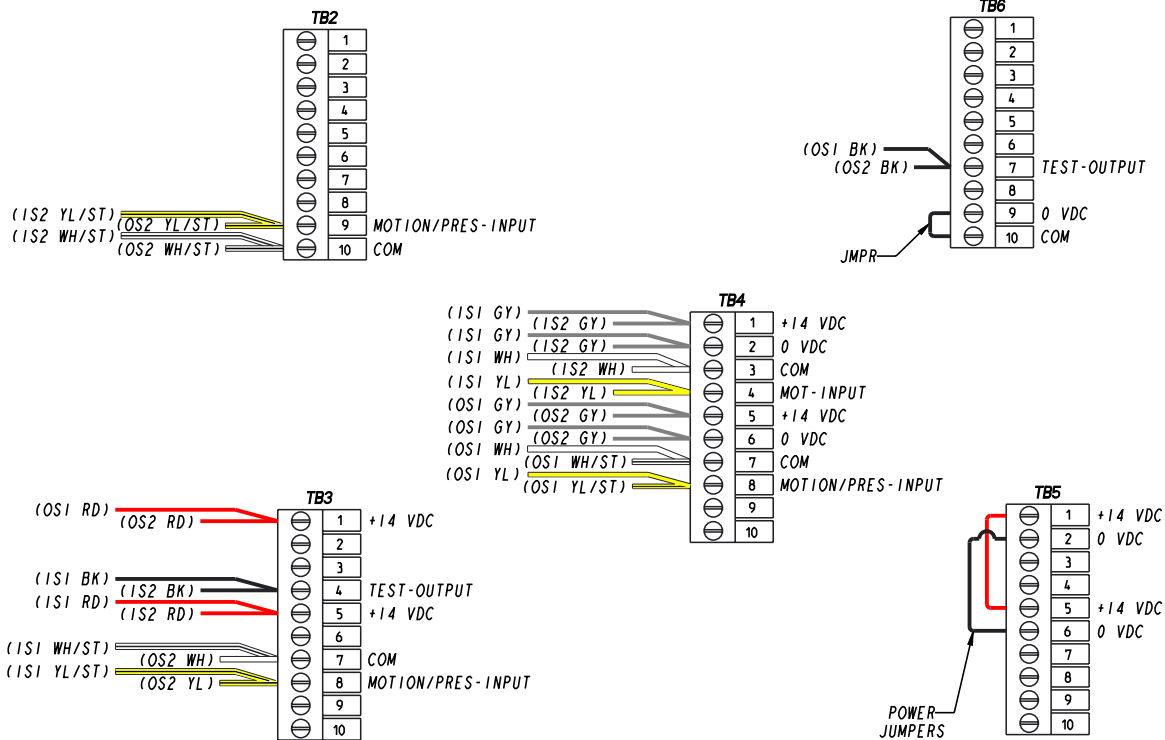 TB2
1
2
3
4
5
6
7
8
(IS2 YL/ST)
(OS2 YL/ST)
9 MOTION/PRES-INPUT
(IS2 WH/ST)
(OS2 WH/ST)
10 COM
TB6
1
2
3
4
5
6
(OS1 BK)
(OS2 BK)
7 TEST-OUTPUT
8
9 0 VDC
10 COM
JMPR
TB4
(IS1 GY)
(IS2 GY)
1 +14 VDC
(IS1 GY)
(IS2 GY)
2 0 VDC
(IS1 WH)
(IS2 WH)
3 COM
(IS1 YL)
(IS2 YL)
4 MOT-INPUT
(OS1 GY)
(OS2 GY)
5 +14 VDC
(OS1 GY)
(OS2 GY)
6 0 VDC
(OS1 WH)
(OS1 WH/ST)
7 COM
(OS1 YL)
(OS1 YL/ST)
8 MOTION/PRES-INPUT
9
10
TB3
(OS1 RD)
(OS2 RD)
1 +14 VDC
2
3
(IS1 BK)
(IS2 BK)
4 TEST-OUTPUT
(IS1 RD)
(IS2 RD)
5 +14 VDC
6
(IS1 WH/ST)
(OS2 WH)
7 COM
(IS1 YL/ST)
(OS2 YL)
8 MOTION/PRES-INPUT
9
10
TB5
1 +14 VDC
2 0 VDC
3
4
5 +14 VDC
6 0 VDC
7
8
9
10
POWER
JUMPERS